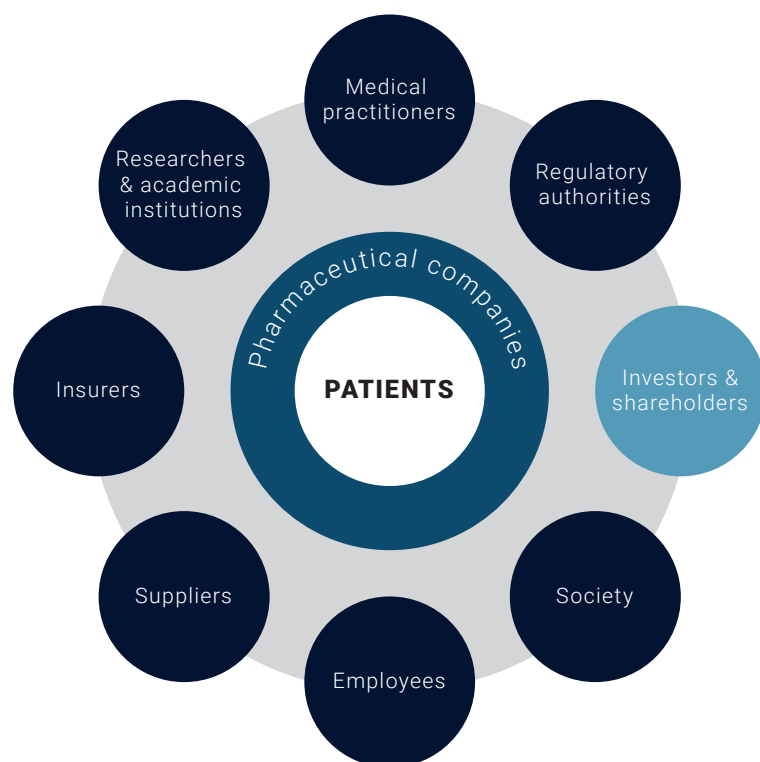 Medical
practitioners
Researchers
& academic
institutions
Regulatory
authorities
Pharmaceutical companies
PATIENTS
Insurers
Investors &
shareholders
Suppliers
Society
Employees